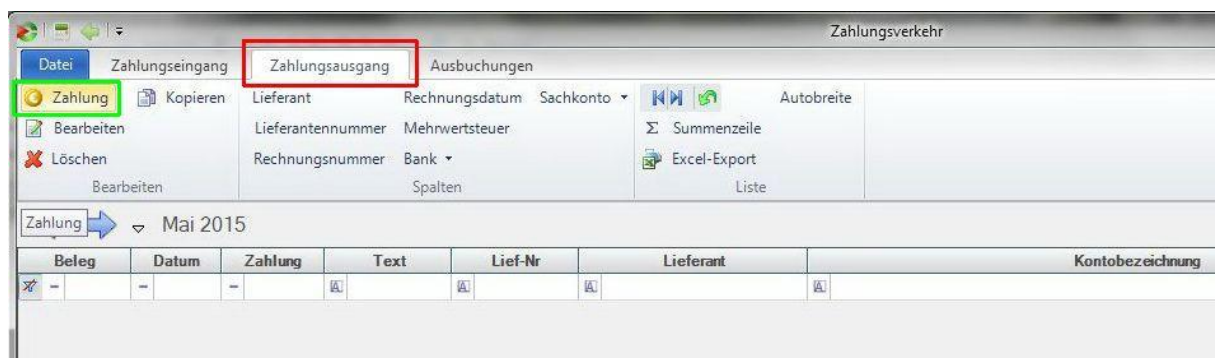 Zahlungsverkehr
Datei Zahlungseingang Zahlungsausgang Ausbuchungen
Zahlung Kopieren Lieferant Rechnungsdatum Sachkonto Autobreite
Bearbeiten Lieferantennummer Mehrwertsteuer Σ Summenzeile
Löschen Rechnungsnummer Bank Excel-Export
Bearbeiten Spalten Liste
Zahlung Mai 2015
Beleg Datum Zahlung Text Lief-Nr Lieferant Kontobezeichnung